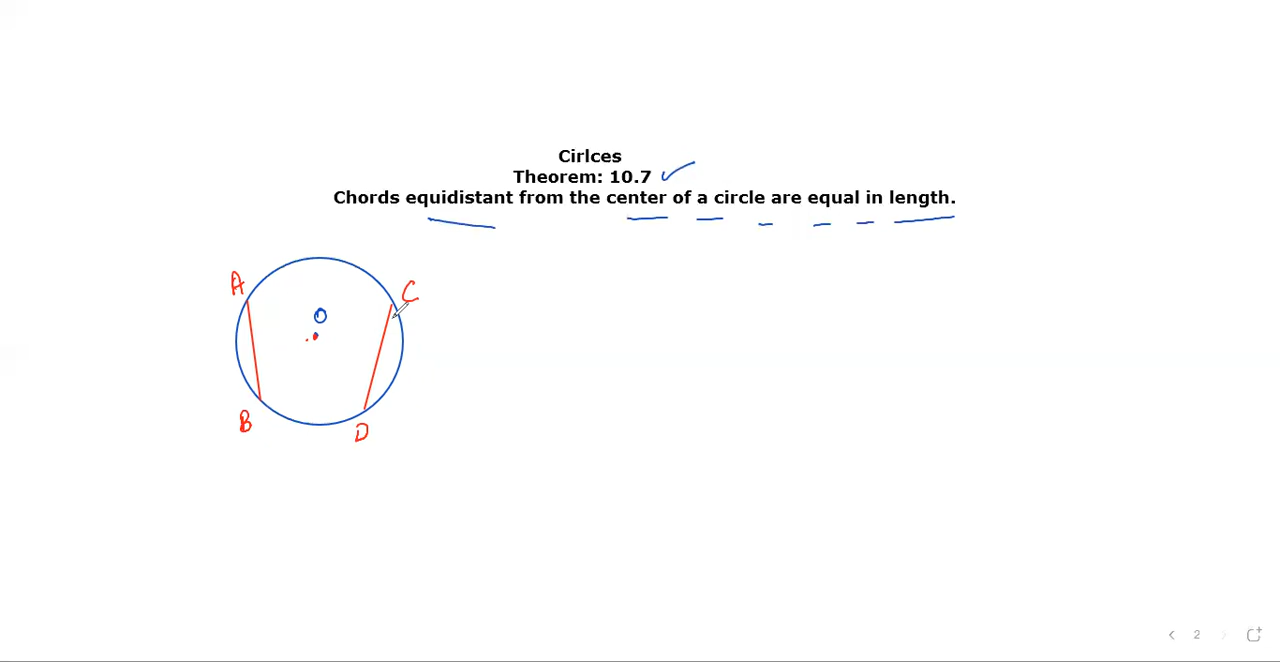 Cirlces
Theorem: 10.7
Chords equidistant from the center of a circle are equal in length.
A
C
O
B
D
2